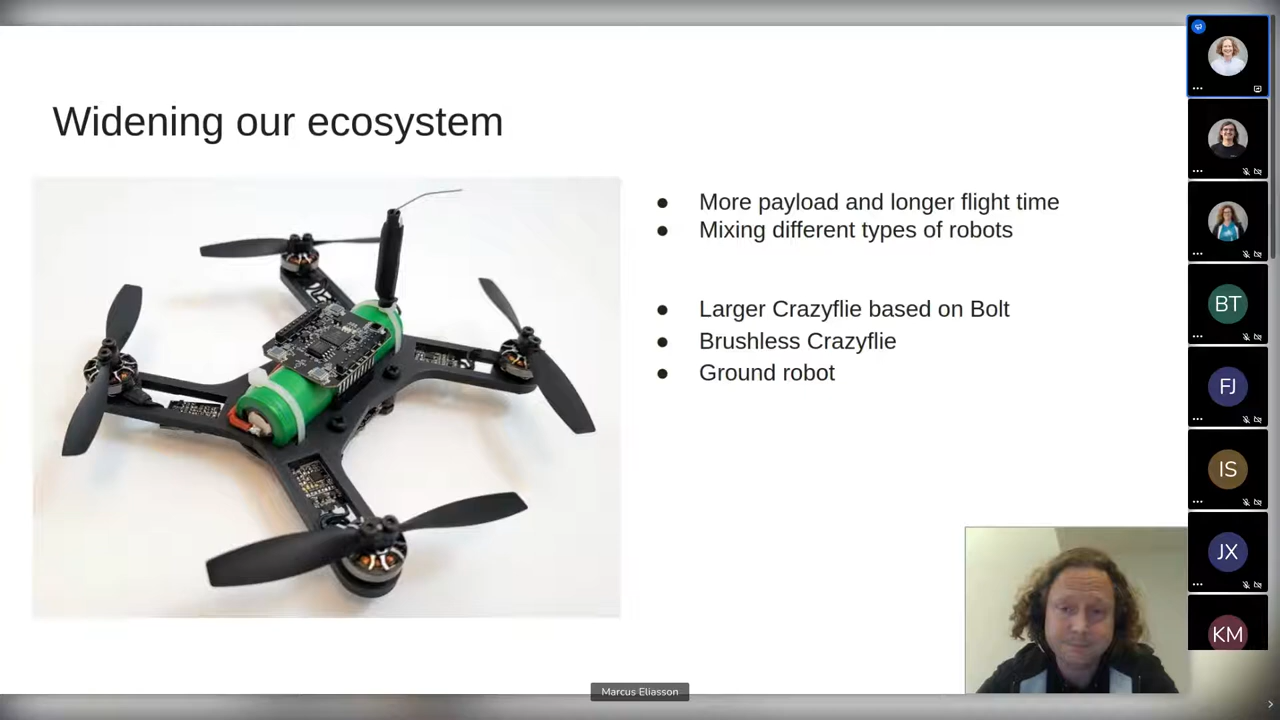 Widening our ecosystem
● More payload and longer flight time
● Mixing different types of robots
● Larger Crazyflie based on Bolt
● Brushless Crazyflie
● Ground robot
BT
FJ
IS
JX
KM
Marcus Eliasson